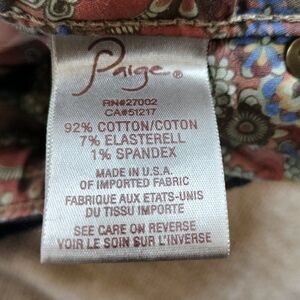 Paige®
RN#27002
CA#51217
92% COTTON/COTON
7% ELASTERELL
1% SPANDEX
MADE IN U.S.A.
OF IMPORTED FABRIC
FABRIQUE AUX ETATS-UNIS
DU TISSU IMPORTE
SEE CARE ON REVERSE
VOIR LE SOIN SUR L'INVERSE